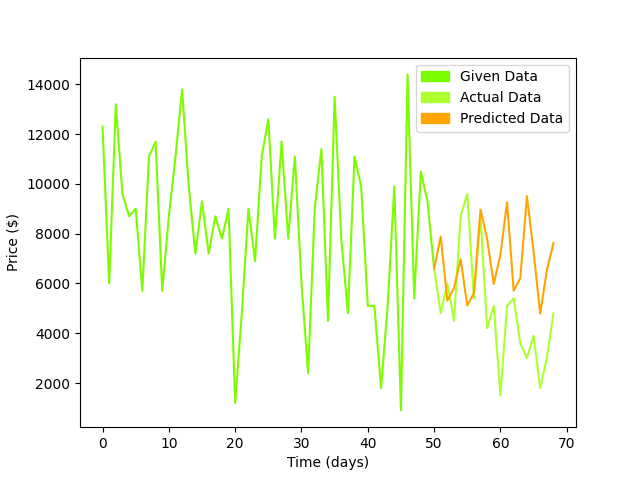 Given Data
Actual Data
Predicted Data
14000
12000
10000
8000
6000
4000
2000
Price ($)
0 10 20 30 40 50 60 70
Time (days)